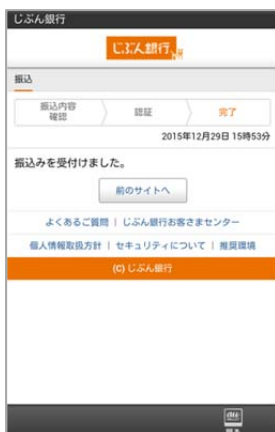 じぶん銀行
じぶん銀行
振込
振込内容
確認
認証
完了
2015年12月29日 15時53分
振込みを受付けました。
前のサイトへ
よくあるご質問 | じぶん銀行お客さまセンター
個人情報取扱方針 | セキュリティについて | 推奨環境
(C) じぶん銀行
au